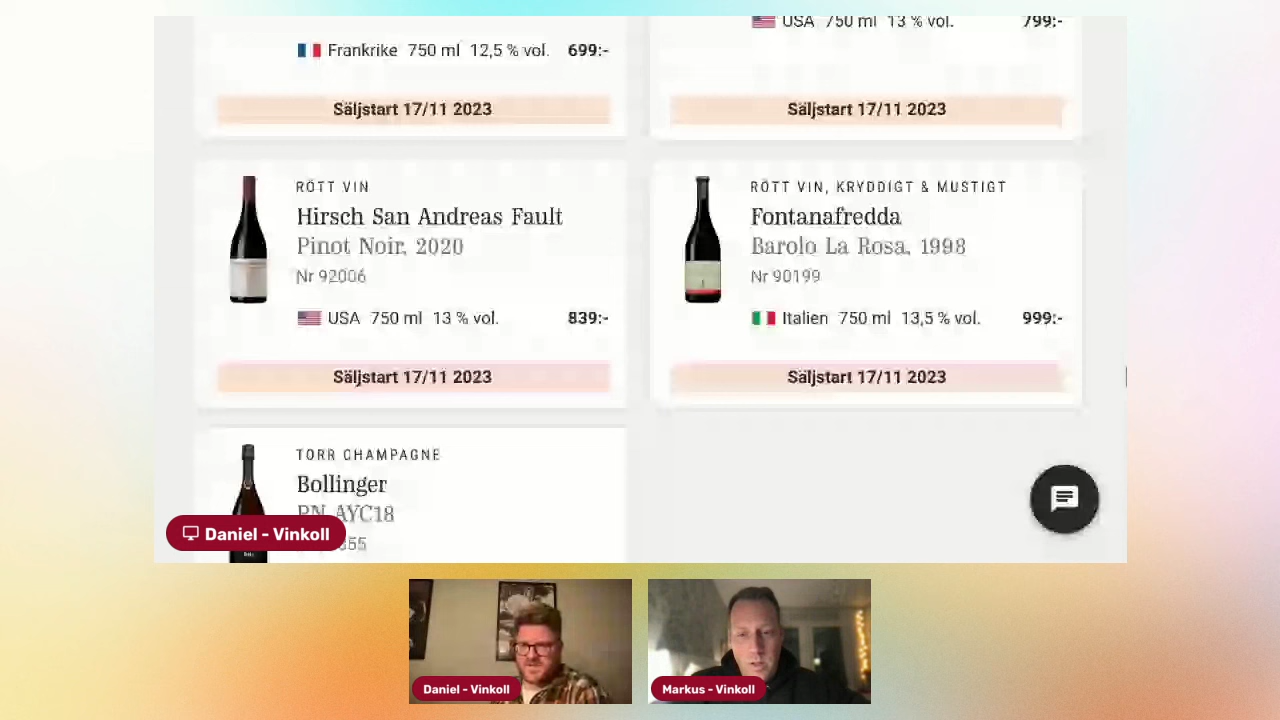 Frankrike 750 ml 12,5 % vol. 699:-
USA 750 ml 13 % vol. 799:-
Säljstart 17/11 2023
Säljstart 17/11 2023
RÖTT VIN
Hirsch San Andreas Fault
Pinot Noir, 2020
Nr 92006
USA 750 ml 13 % vol. 839:-
Säljstart 17/11 2023
RÖTT VIN, KRYDDIGT & MUSTIGT
Fontanafredda
Barolo La Rosa, 1998
Nr 90199
Italien 750 ml 13,5 % vol. 999:-
Säljstart 17/11 2023
TORR CHAMPAGNE
Bollinger
PN AYC18
Daniel - Vinkoll
Daniel - Vinkoll
Markus - Vinkoll